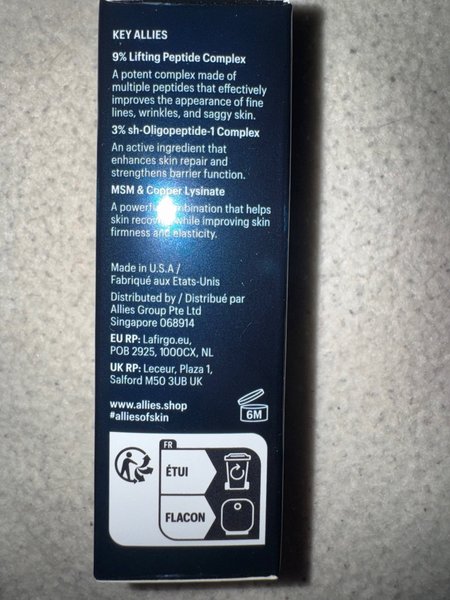 KEY ALLIES
9% Lifting Peptide Complex
A potent complex made of
multiple peptides that effectively
improves the appearance of fine
lines, wrinkles, and saggy skin.
3% sh-Oligopeptide-1 Complex
An active ingredient that
enhances skin repair and
strengthens barrier function.
MSM & Copper Lysinate
A powerful combination that helps
skin recover while improving skin
firmness and elasticity.
Made in U.S.A /
Fabriqué aux Etats-Unis
Distributed by / Distribué par
Allies Group Pte Ltd
Singapore 068914
EU RP: Lafirgo.eu,
POB 2925, 1000CX, NL
UK RP: Leceur, Plaza 1,
Salford M50 3UB UK
www.allies.shop
#alliesofskin
6M
FR
ÉTUI
FLACON